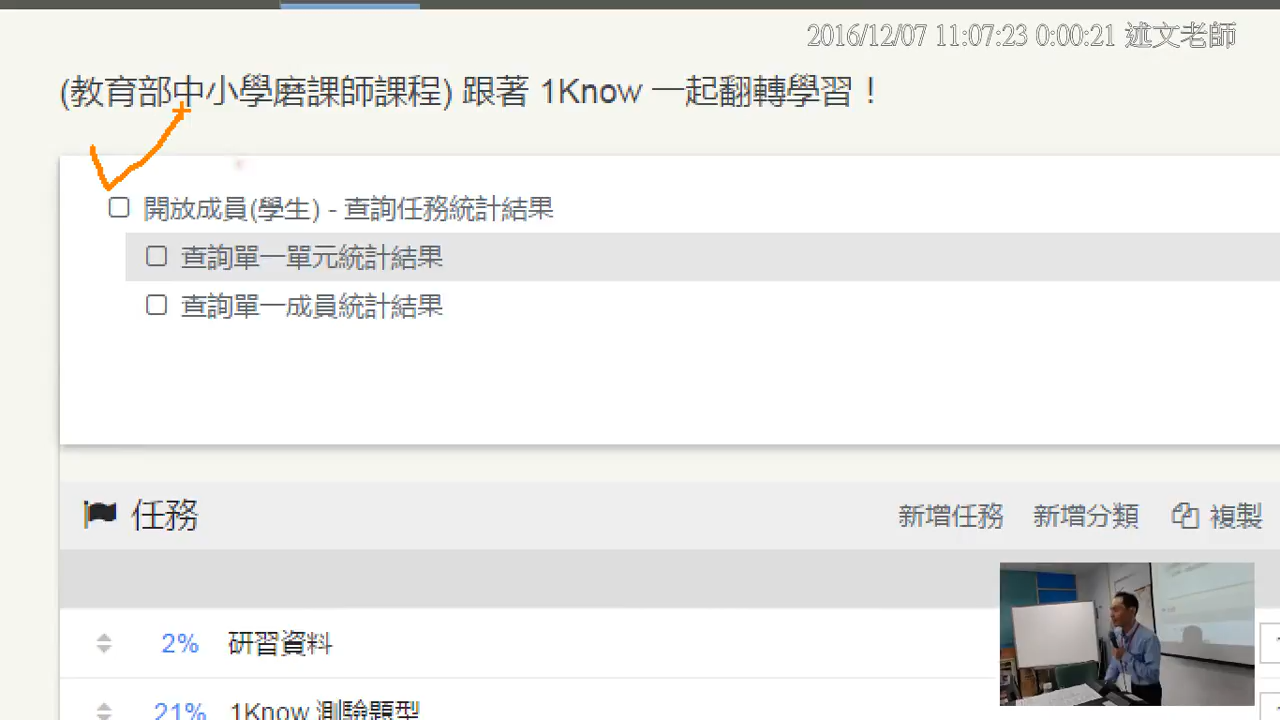 2016/12/07 11:07:23 0:00:21 述文老師
(教育部中小學磨課師課程) 跟著 1Know 一起翻轉學習！
開放成員(學生) - 查詢任務統計結果
查詢單一單元統計結果
查詢單一成員統計結果
任務
新增任務 新增分類 複製
2% 研習資料
21% 1Know 測驗題型